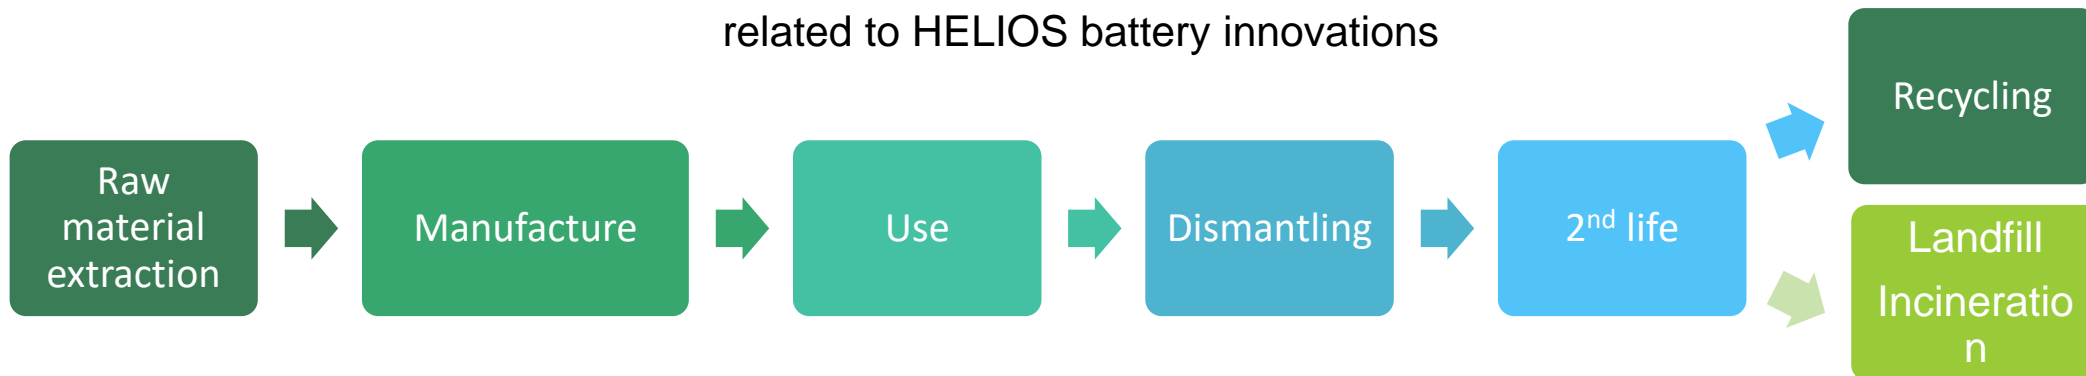 related to HELIOS battery innovations
Raw
material
extraction
Manufacture
Use
Dismantling
2nd life
Recycling
Landfill
Incineratio
n